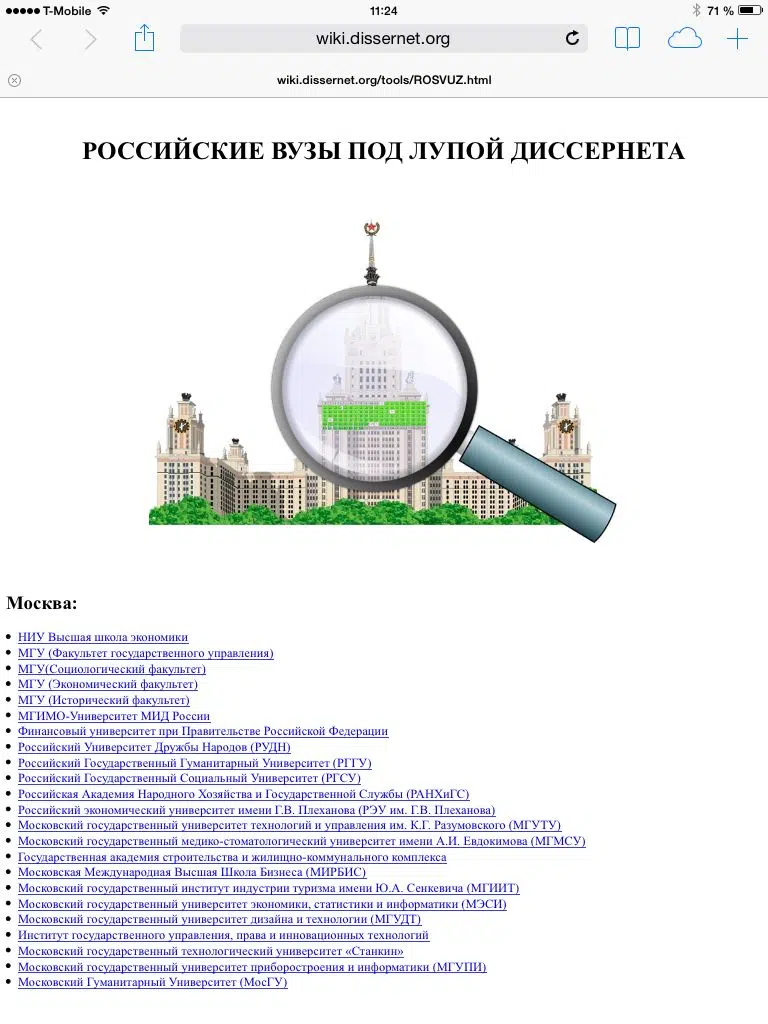 T-Mobile 11:24 71 %
wiki.dissernet.org
wiki.dissernet.org/tools/ROSVUZ.html
РОССИЙСКИЕ ВУЗЫ ПОД ЛУПОЙ ДИССЕРНЕТА
Москва:
НИУ Высшая школа экономики
МГУ (Факультет государственного управления)
МГУ(Социологический факультет)
МГУ (Экономический факультет)
МГУ (Исторический факультет)
МГИМО-Университет МИД России
Финансовый университет при Правительстве Российской Федерации
Российский Университет Дружбы Народов (РУДН)
Российский Государственный Гуманитарный Университет (РГГУ)
Российский Государственный Социальный Университет (РГСУ)
Российская Академия Народного Хозяйства и Государственной Службы (РАНХиГС)
Российский экономический университет имени Г.В. Плеханова (РЭУ им. Г.В. Плеханова)
Московский государственный университет технологий и управления им. К.Г. Разумовского (МГУТУ)
Московский государственный медико-стоматологический университет имени А.И. Евдокимова (МГМСУ)
Государственная академия строительства и жилищно-коммунального комплекса
Московская Международная Высшая Школа Бизнеса (МИРБИС)
Московский государственный институт индустрии туризма имени Ю.А. Сенкевича (МГИИТ)
Московский государственный университет экономики, статистики и информатики (МЭСИ)
Московский государственный университет дизайна и технологии (МГУДТ)
Институт государственного управления, права и инновационных технологий
Московский государственный технологический университет «Станкин»
Московский государственный университет приборостроения и информатики (МГУПИ)
Московский Гуманитарный Университет (МосГУ)